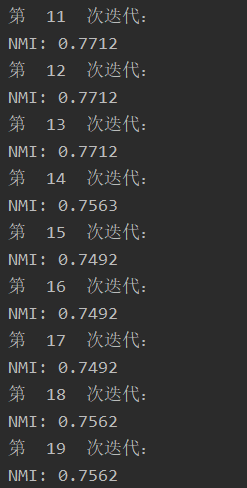 第  11  次迭代：
NMI: 0.7712
第  12  次迭代：
NMI: 0.7712
第  13  次迭代：
NMI: 0.7712
第  14  次迭代：
NMI: 0.7563
第  15  次迭代：
NMI: 0.7492
第  16  次迭代：
NMI: 0.7492
第  17  次迭代：
NMI: 0.7492
第  18  次迭代：
NMI: 0.7562
第  19  次迭代：
NMI: 0.7562